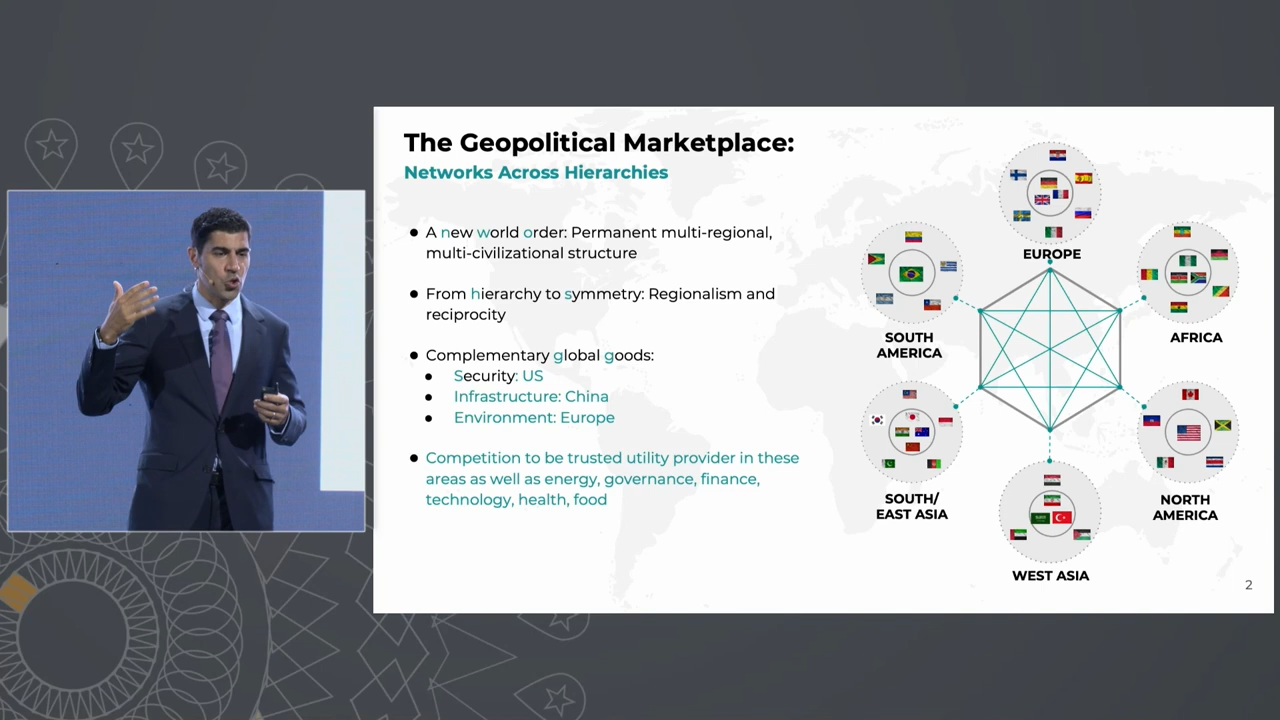 The Geopolitical Marketplace:
Networks Across Hierarchies
● A new world order: Permanent multi-regional,
multi-civilizational structure
● From hierarchy to symmetry: Regionalism and
reciprocity
● Complementary global goods:
● Security: US
● Infrastructure: China
● Environment: Europe
● Competition to be trusted utility provider in these
areas as well as energy, governance, finance,
technology, health, food
EUROPE
SOUTH
AMERICA
AFRICA
SOUTH/
EAST ASIA
NORTH
AMERICA
WEST ASIA
2